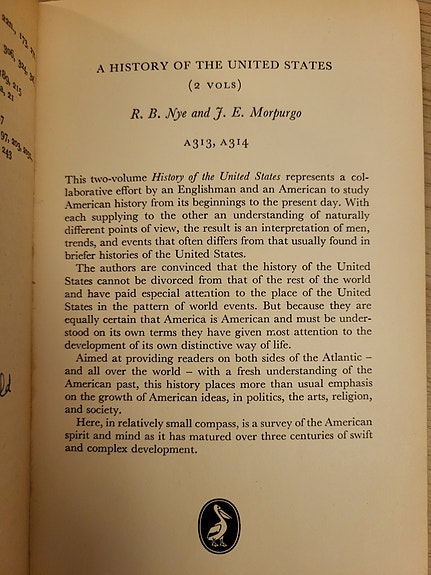 A HISTORY OF THE UNITED STATES
(2 VOLS)
R. B. Nye and J. E. Morpurgo
A313, A314
This two-volume History of the United States represents a col-
laborative effort by an Englishman and an American to study
American history from its beginnings to the present day. With
each supplying to the other an understanding of naturally
different points of view, the result is an interpretation of men,
trends, and events that often differs from that usually found in
briefer histories of the United States.
The authors are convinced that the history of the United
States cannot be divorced from that of the rest of the world
and have paid especial attention to the place of the United
States in the pattern of world events. But because they are
equally certain that America is American and must be under-
stood on its own terms they have given most attention to the
development of its own distinctive way of life.
Aimed at providing readers on both sides of the Atlantic –
and all over the world – with a fresh understanding of the
American past, this history places more than usual emphasis
on the growth of American ideas, in politics, the arts, religion,
and society.
Here, in relatively small compass, is a survey of the American
spirit and mind as it has matured over three centuries of swift
and complex development.